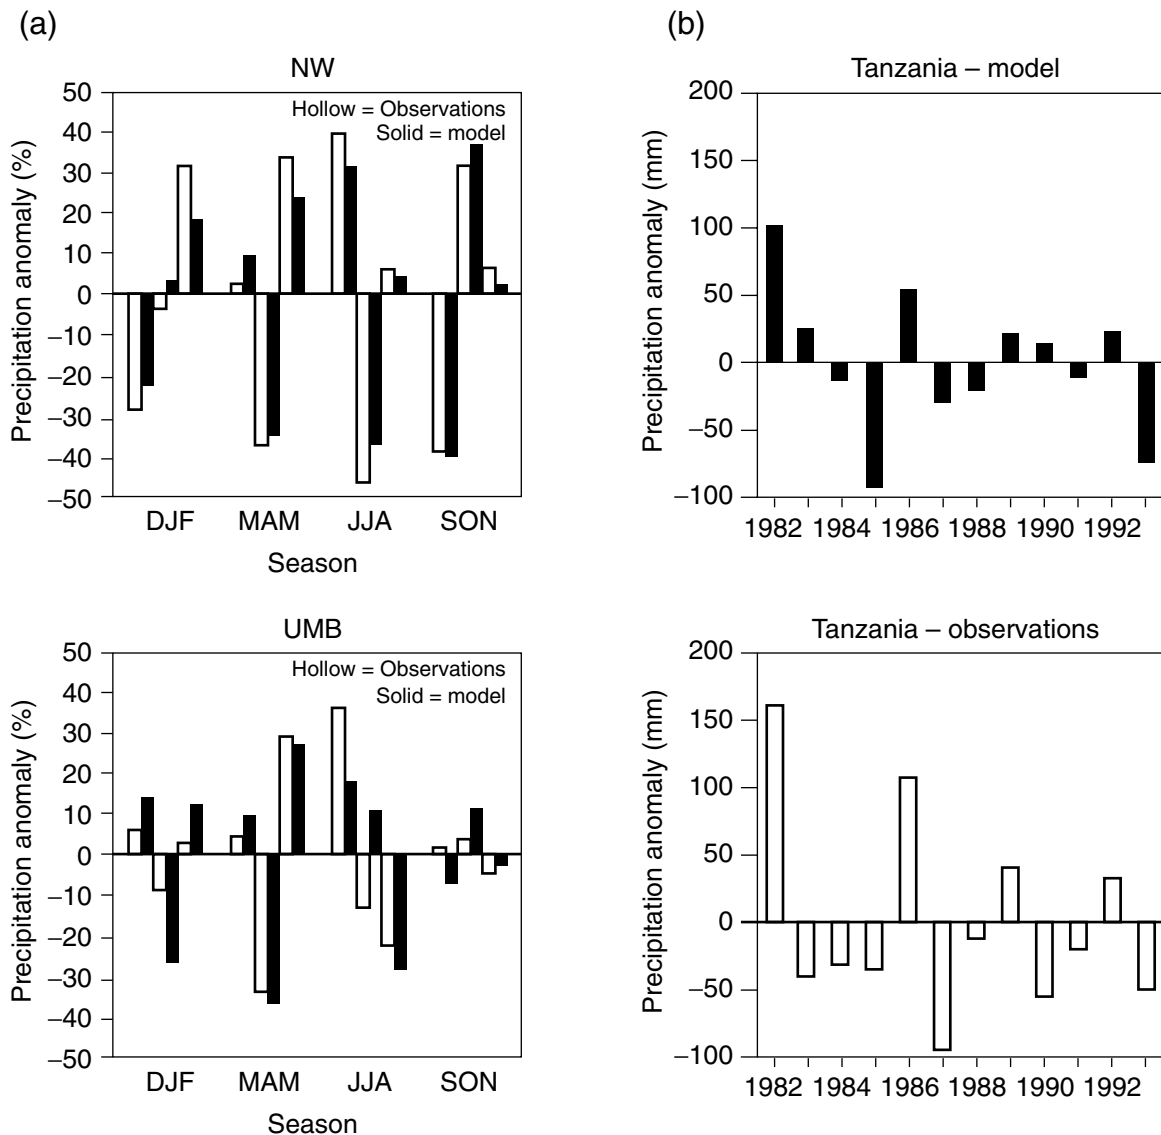 (a)
NW
Hollow = Observations
Solid = model
Precipitation anomaly (%)
50
40
30
20
10
0
−10
−20
−30
−40
−50
DJF MAM JJA SON
Season
UMB
Hollow = Observations
Solid = model
Precipitation anomaly (%)
50
40
30
20
10
0
−10
−20
−30
−40
−50
DJF MAM JJA SON
Season
(b)
Tanzania – model
Precipitation anomaly (mm)
200
150
100
50
0
−50
−100
1982 1984 1986 1988 1990 1992
Tanzania – observations
Precipitation anomaly (mm)
200
150
100
50
0
−50
−100
1982 1984 1986 1988 1990 1992